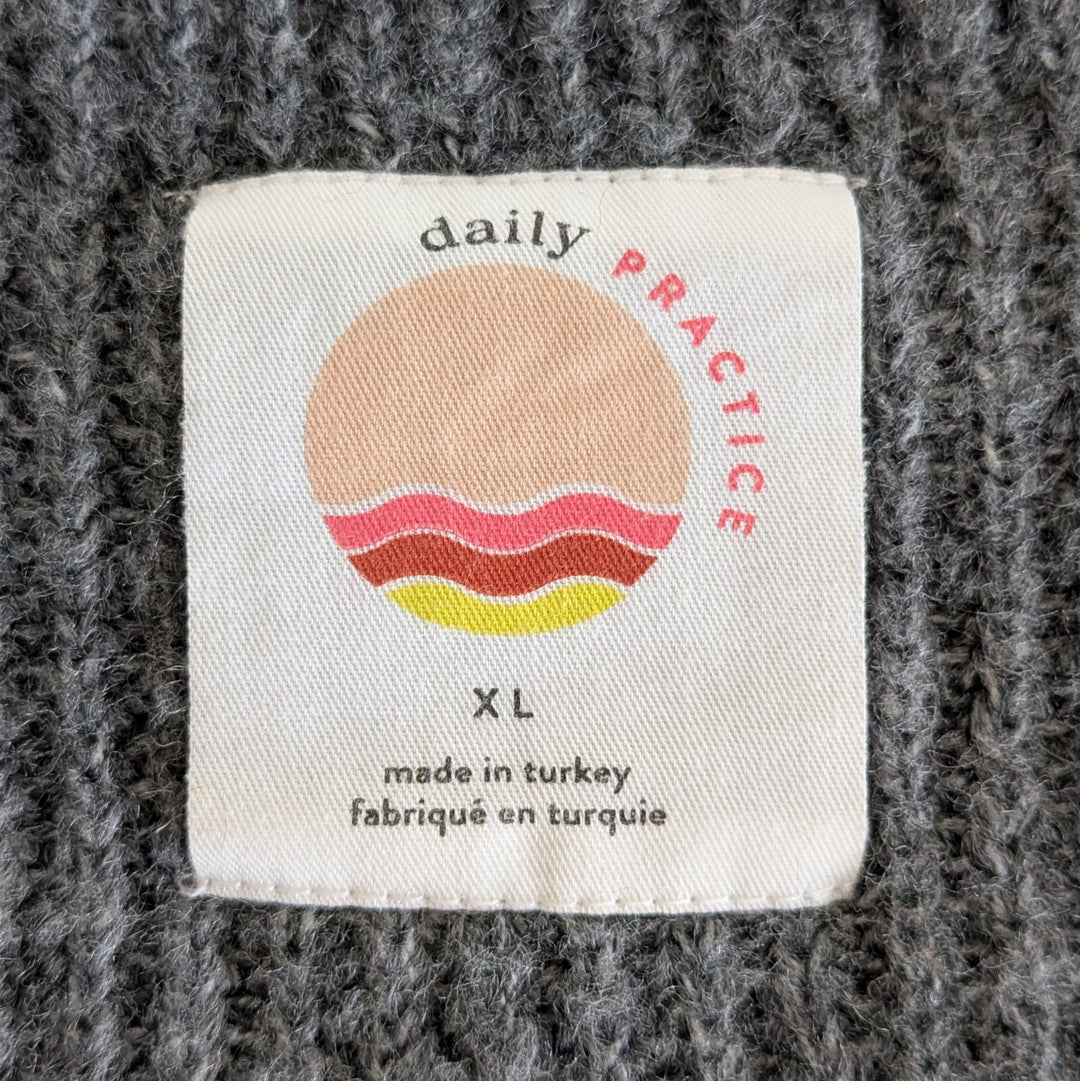 daily PRACTICE
XL
made in turkey
fabriqué en turquie